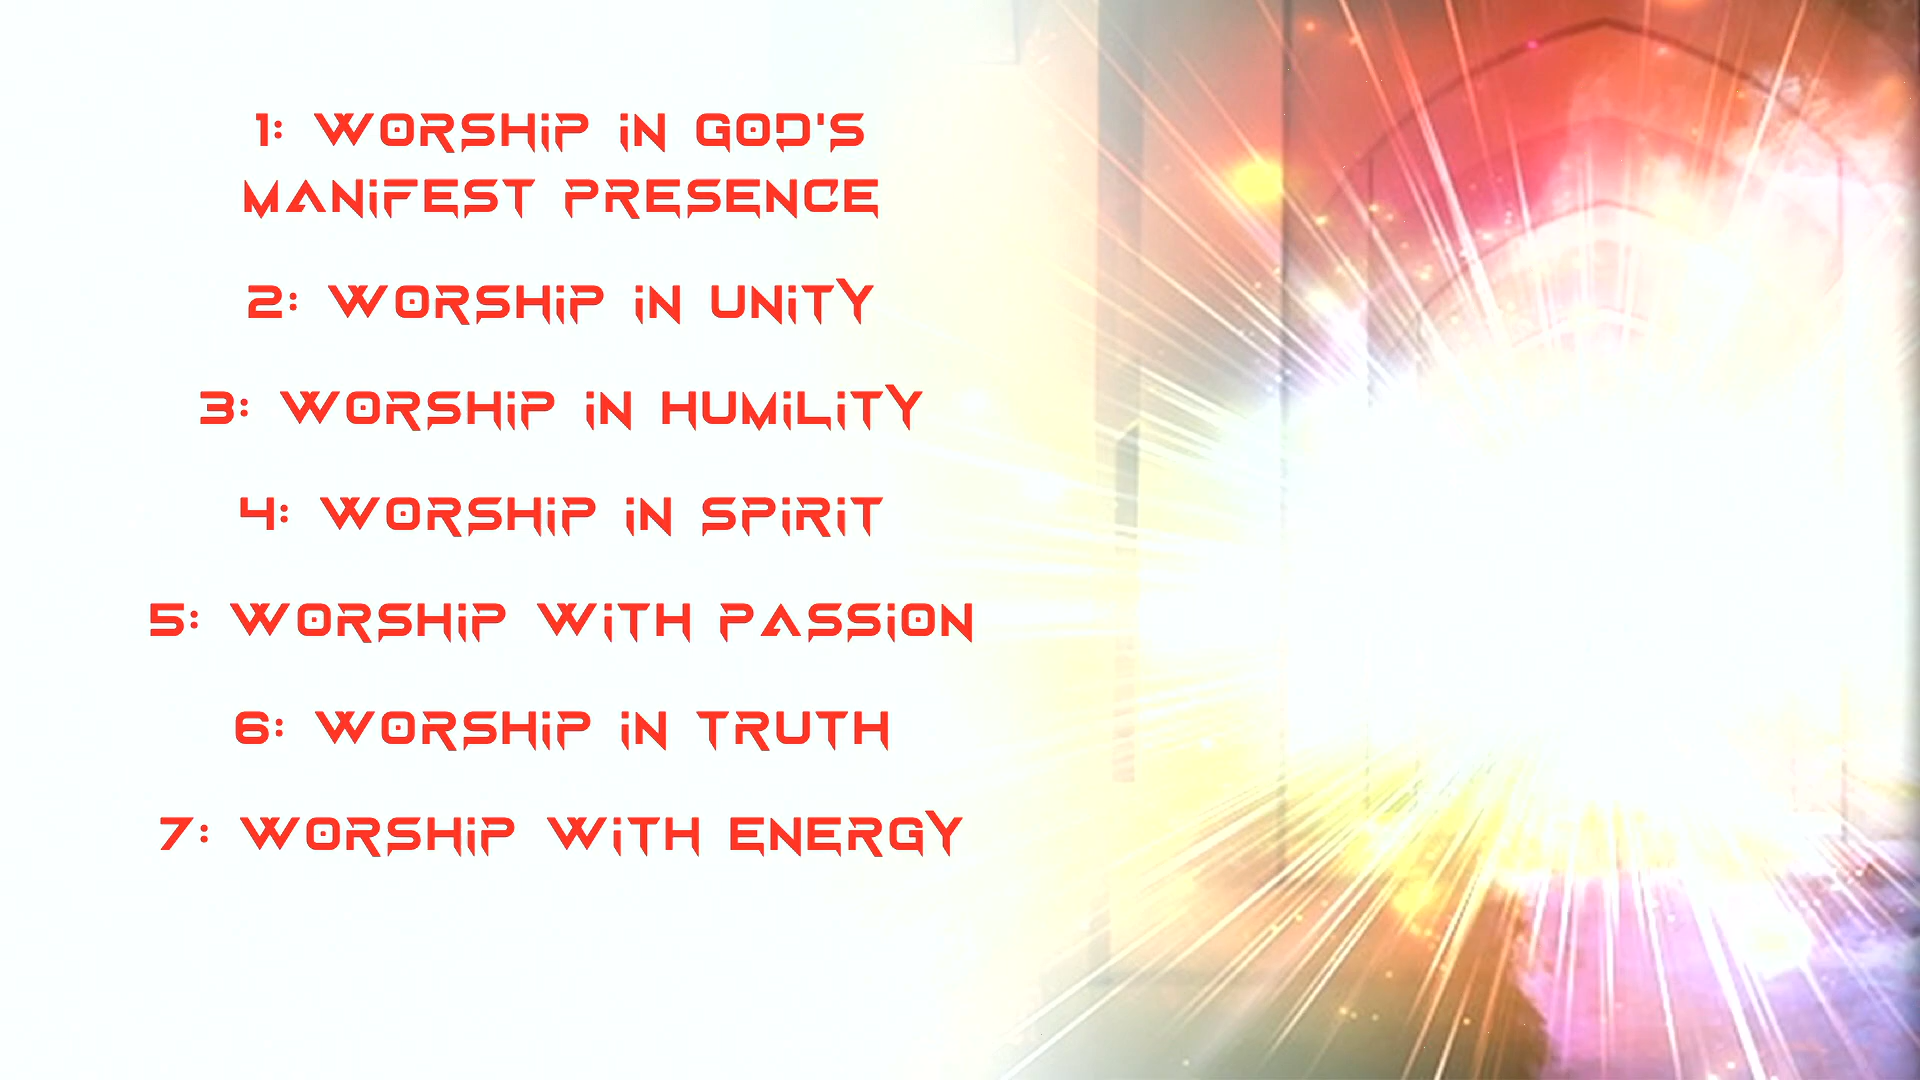 1: WORSHiP iN GOD'S
MANiFEST PRESENCE
2: WORSHiP iN UNiTY
3: WORSHiP iN HUMiLiTY
4: WORSHiP iN SPiRiT
5: WORSHiP WiTH PASSiON
6: WORSHiP iN TRUTH
7: WORSHiP WiTH ENERGY